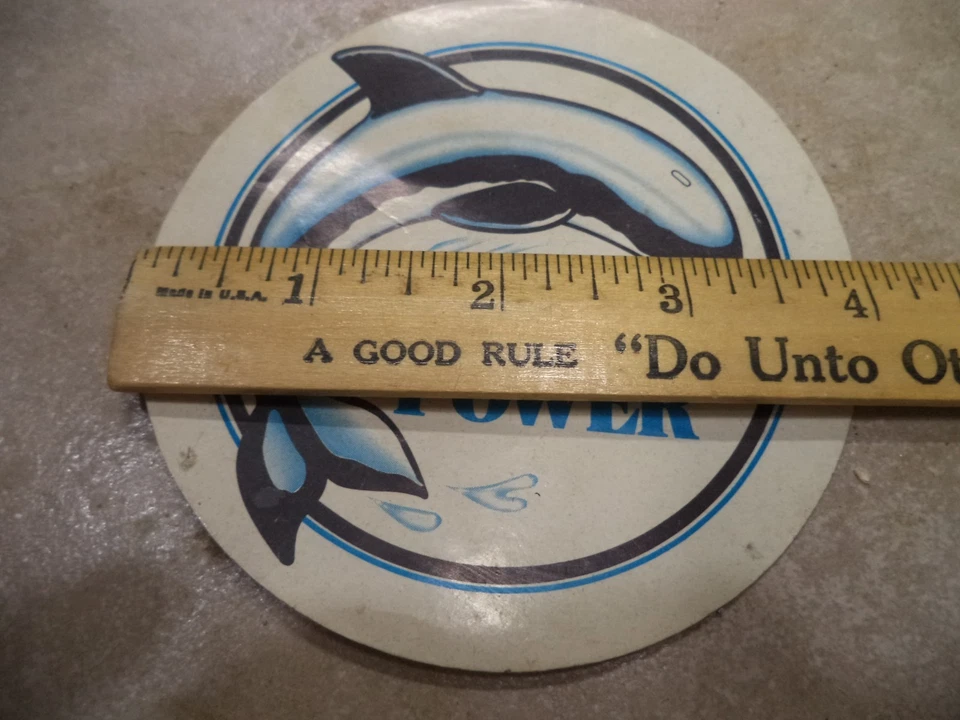 1 2 3 4
Made in U.S.A.
A GOOD RULE "Do Unto Ot
POWER